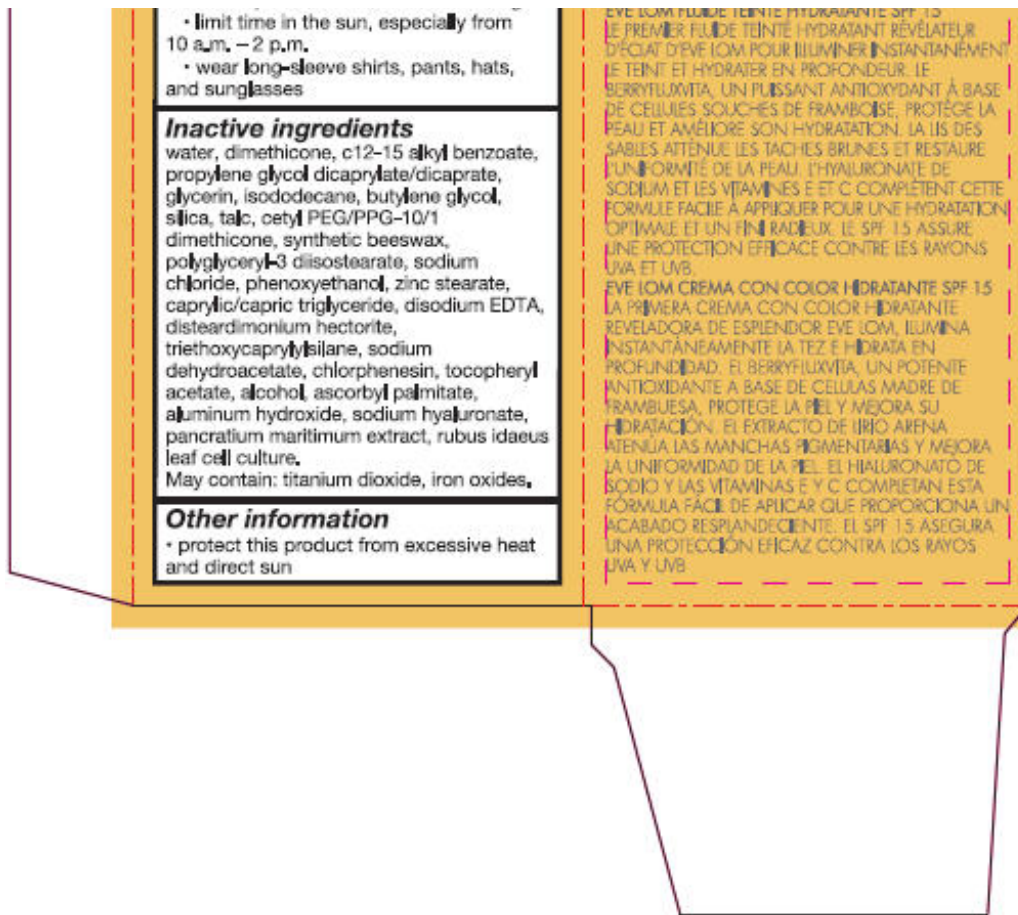 • limit time in the sun, especially from
10 a.m. – 2 p.m.
• wear long-sleeve shirts, pants, hats,
and sunglasses
Inactive ingredients
water, dimethicone, c12–15 alkyl benzoate,
propylene glycol dicaprylate/dicaprate,
glycerin, isododecane, butylene glycol,
silica, talc, cetyl PEG/PPG–10/1
dimethicone, synthetic beeswax,
polyglyceryl–3 diisostearate, sodium
chloride, phenoxyethanol, zinc stearate,
caprylic/capric triglyceride, disodium EDTA,
disteardimonium hectorite,
triethoxycaprylylsilane, sodium
dehydroacetate, chlorphenesin, tocopheryl
acetate, alcohol, ascorbyl palmitate,
aluminum hydroxide, sodium hyaluronate,
pancratium maritimum extract, rubus idaeus
leaf cell culture.
May contain: titanium dioxide, iron oxides.
Other information
• protect this product from excessive heat
and direct sun
EVE LOM FLUIDE TEINTÉ HYDRATANTE SPF 15
LE PREMIER FLUIDE TEINTÉ HYDRATANT RÉVÉLATEUR
D'ÉCLAT D'EVE LOM POUR ILLUMINER INSTANTANÉMENT
LE TEINT ET HYDRATER EN PROFONDEUR. LE
BERRYFLUXVITA, UN PUISSANT ANTIOXYDANT À BASE
DE CELLULES SOUCHES DE FRAMBOISE, PROTÈGE LA
PEAU ET AMÉLIORE SON HYDRATATION. LA LIS DES
SABLES ATTÉNUE LES TACHES BRUNES ET RESTAURE
L'UNIFORMITÉ DE LA PEAU. L'HYALURONATE DE
SODIUM ET LES VITAMINES E ET C COMPLÈTENT CETTE
FORMULE FACILE À APPLIQUER POUR UNE HYDRATATION
OPTIMALE ET UN FINI RADIEUX. LE SPF 15 ASSURE
UNE PROTECTION EFFICACE CONTRE LES RAYONS
UVA ET UVB.
EVE LOM CREMA CON COLOR HIDRATANTE SPF 15
LA PRIMERA CREMA CON COLOR HIDRATANTE
REVELADORA DE ESPLENDOR EVE LOM, ILUMINA
INSTANTÁNEAMENTE LA TEZ E HIDRATA EN
PROFUNDIDAD. EL BERRYFLUXVITA, UN POTENTE
ANTIOXIDANTE A BASE DE CELULAS MADRE DE
FRAMBUESA, PROTEGE LA PIEL Y MEJORA SU
HIDRATACIÓN. EL EXTRACTO DE LIRIO ARENA
ATENÚA LAS MANCHAS PIGMENTARIAS Y MEJORA
LA UNIFORMIDAD DE LA PIEL. EL HIALURONATO DE
SODIO Y LAS VITAMINAS E Y C COMPLETAN ESTA
FÓRMULA FÁCIL DE APLICAR QUE PROPORCIONA UN
ACABADO RESPLANDECIENTE. EL SPF 15 ASEGURA
UNA PROTECCIÓN EFICAZ CONTRA LOS RAYOS
UVA Y UVB